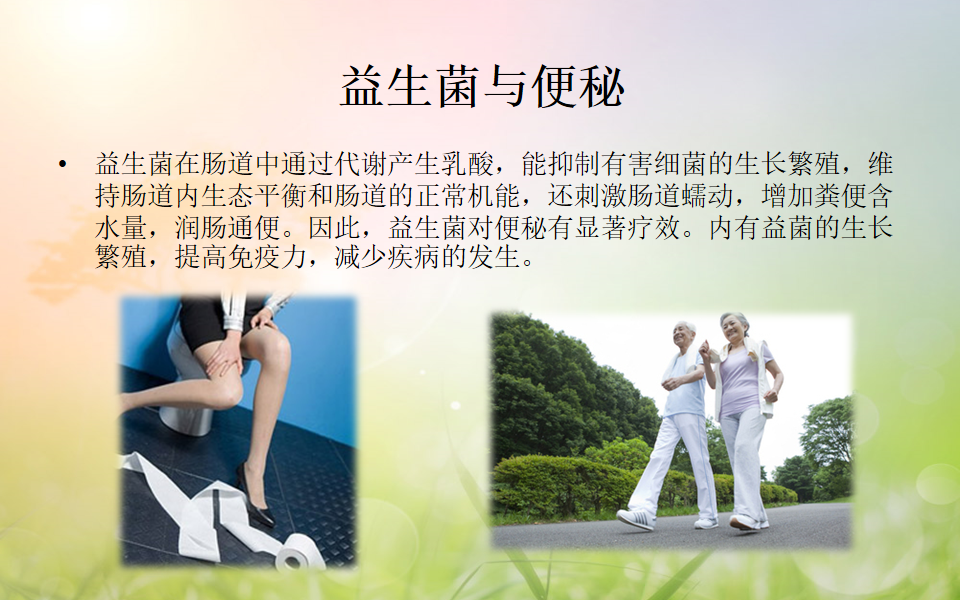 益生菌与便秘
• 益生菌在肠道中通过代谢产生乳酸，能抑制有害细菌的生长繁殖，维
持肠道内生态平衡和肠道的正常机能，还刺激肠道蠕动，增加粪便含
水量，润肠通便。因此，益生菌对便秘有显著疗效。内有益菌的生长
繁殖，提高免疫力，减少疾病的发生。